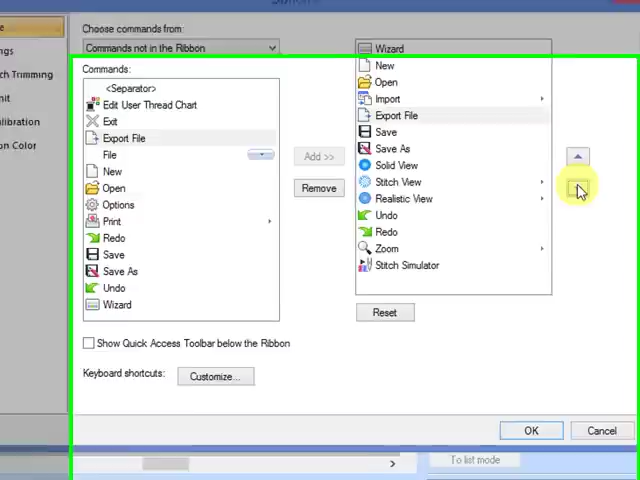 Choose commands from:
Commands not in the Ribbon
Commands:
<Separator>
Edit User Thread Chart
Exit
Export File
File
New
Open
Options
Print
Redo
Save
Save As
Undo
Wizard
Add >>
Remove
Wizard
New
Open
Import
Export File
Save
Save As
Solid View
Stitch View
Realistic View
Undo
Redo
Zoom
Stitch Simulator
Reset
Show Quick Access Toolbar below the Ribbon
Keyboard shortcuts:
Customize...
OK
Cancel
To list mode
e
ngs
ch Trimming
nit
alibration
on Color